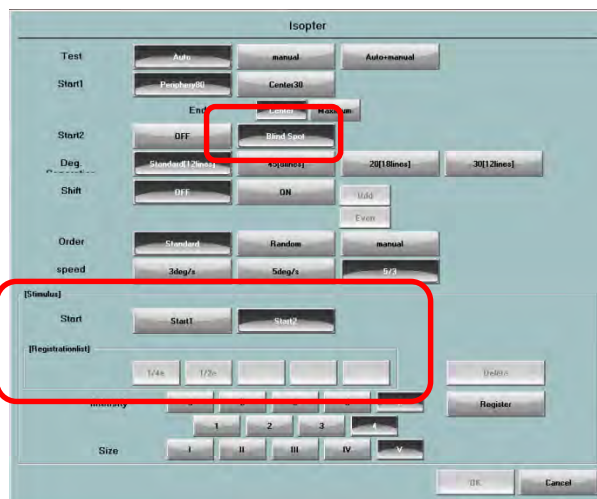 Isopter
Test Auto manual Auto+manual
Start1 Periphery80 Center30
End Center Maximum
Start2 OFF Blind Spot
Deg. Standard[12lines] 20[18lines] 30[12lines]
Shift OFF ON Odd
Even
Order Standard Random manual
speed 3deg/s 5deg/s 5/3
[Stimulus]
Start Start1 Start2
[Registrationlist]
1/4e 1/2e Delete
Intensity Register
1 2 3 4
Size I II III IV V
OK Cancel